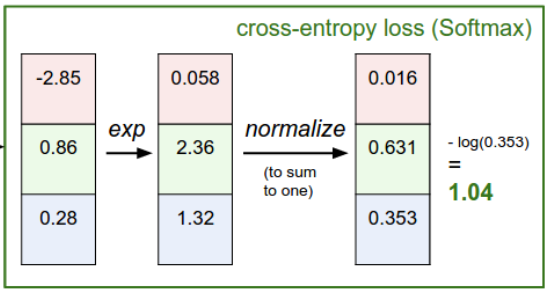 cross-entropy loss (Softmax)
-2.85
0.058
0.016
exp
normalize
0.86
2.36
0.631
- log(0.353)
(to sum
to one)
=
1.04
0.28
1.32
0.353